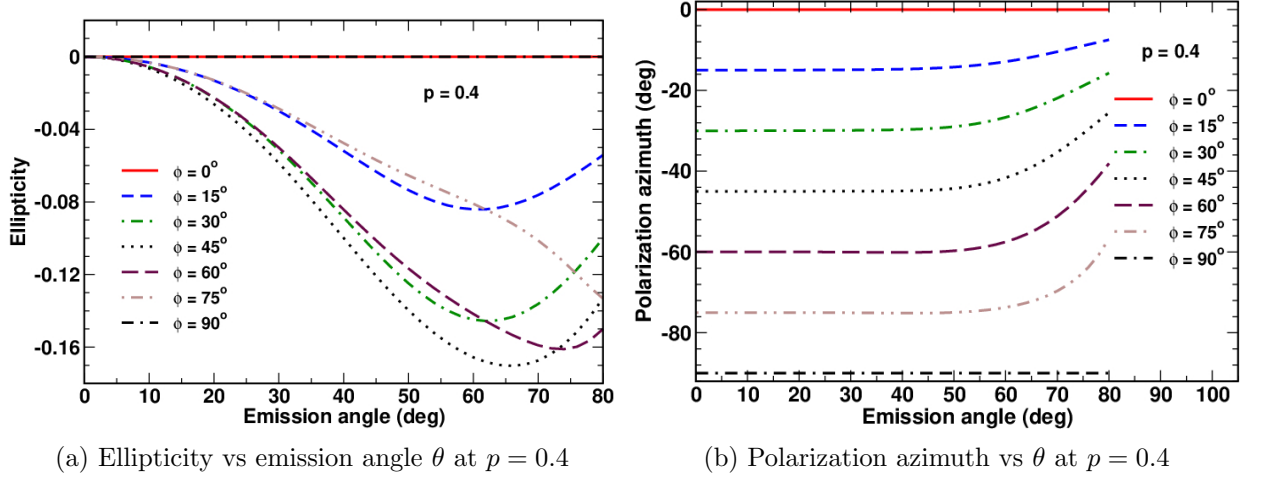 0
-0.04
-0.08
-0.12
-0.16
Ellipticity
p = 0.4
ϕ = 0°
ϕ = 15°
ϕ = 30°
ϕ = 45°
ϕ = 60°
ϕ = 75°
ϕ = 90°
0 10 20 30 40 50 60 70 80
Emission angle (deg)
(a) Ellipticity vs emission angle θ at p = 0.4
0
-20
-40
-60
-80
Polarization azimuth (deg)
p = 0.4
ϕ = 0°
ϕ = 15°
ϕ = 30°
ϕ = 45°
ϕ = 60°
ϕ = 75°
ϕ = 90°
0 10 20 30 40 50 60 70 80 90 100
Emission angle (deg)
(b) Polarization azimuth vs θ at p = 0.4